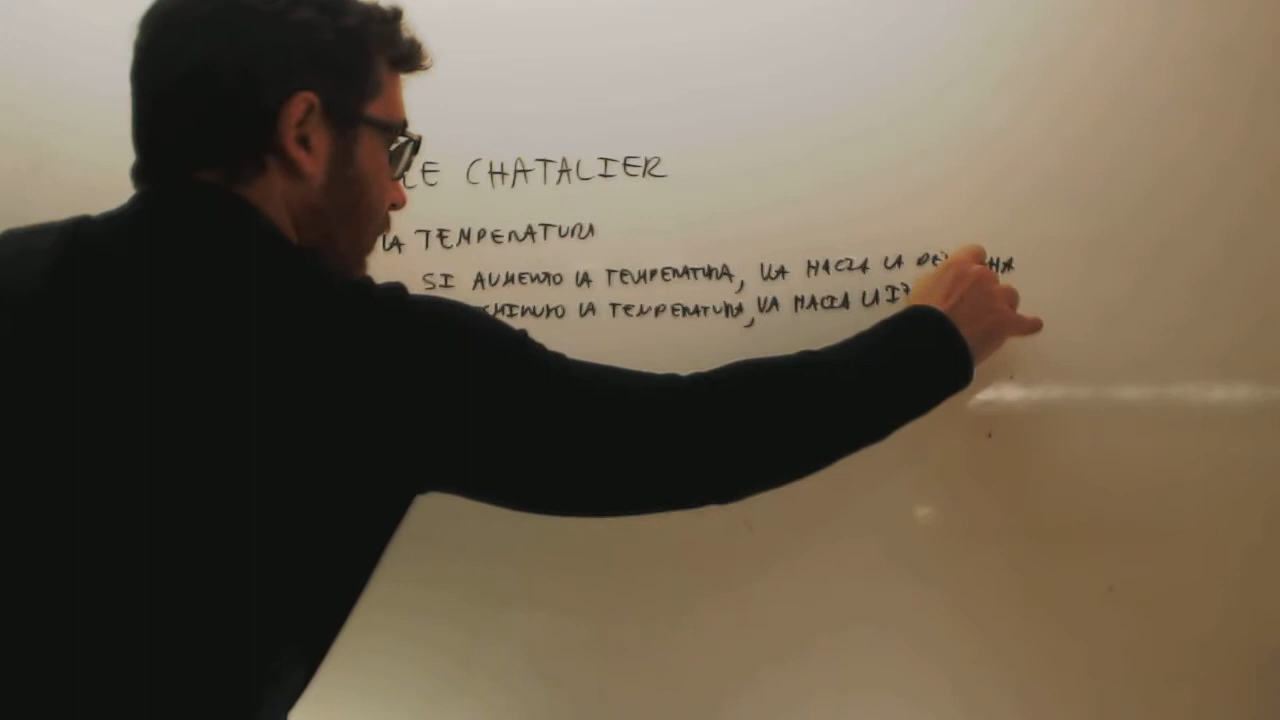 LE CHATALIER
LA TEMPERATURA
SI AUMENTO LA TEMPERATURA, VA HACIA LA
LA TEMPERATURA, VA HACIA LA